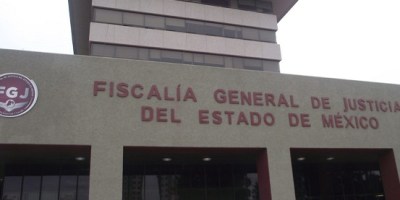 FGJ
FISCALÍA GENERAL DE JUSTICIA
DEL ESTADO DE MÉXICO